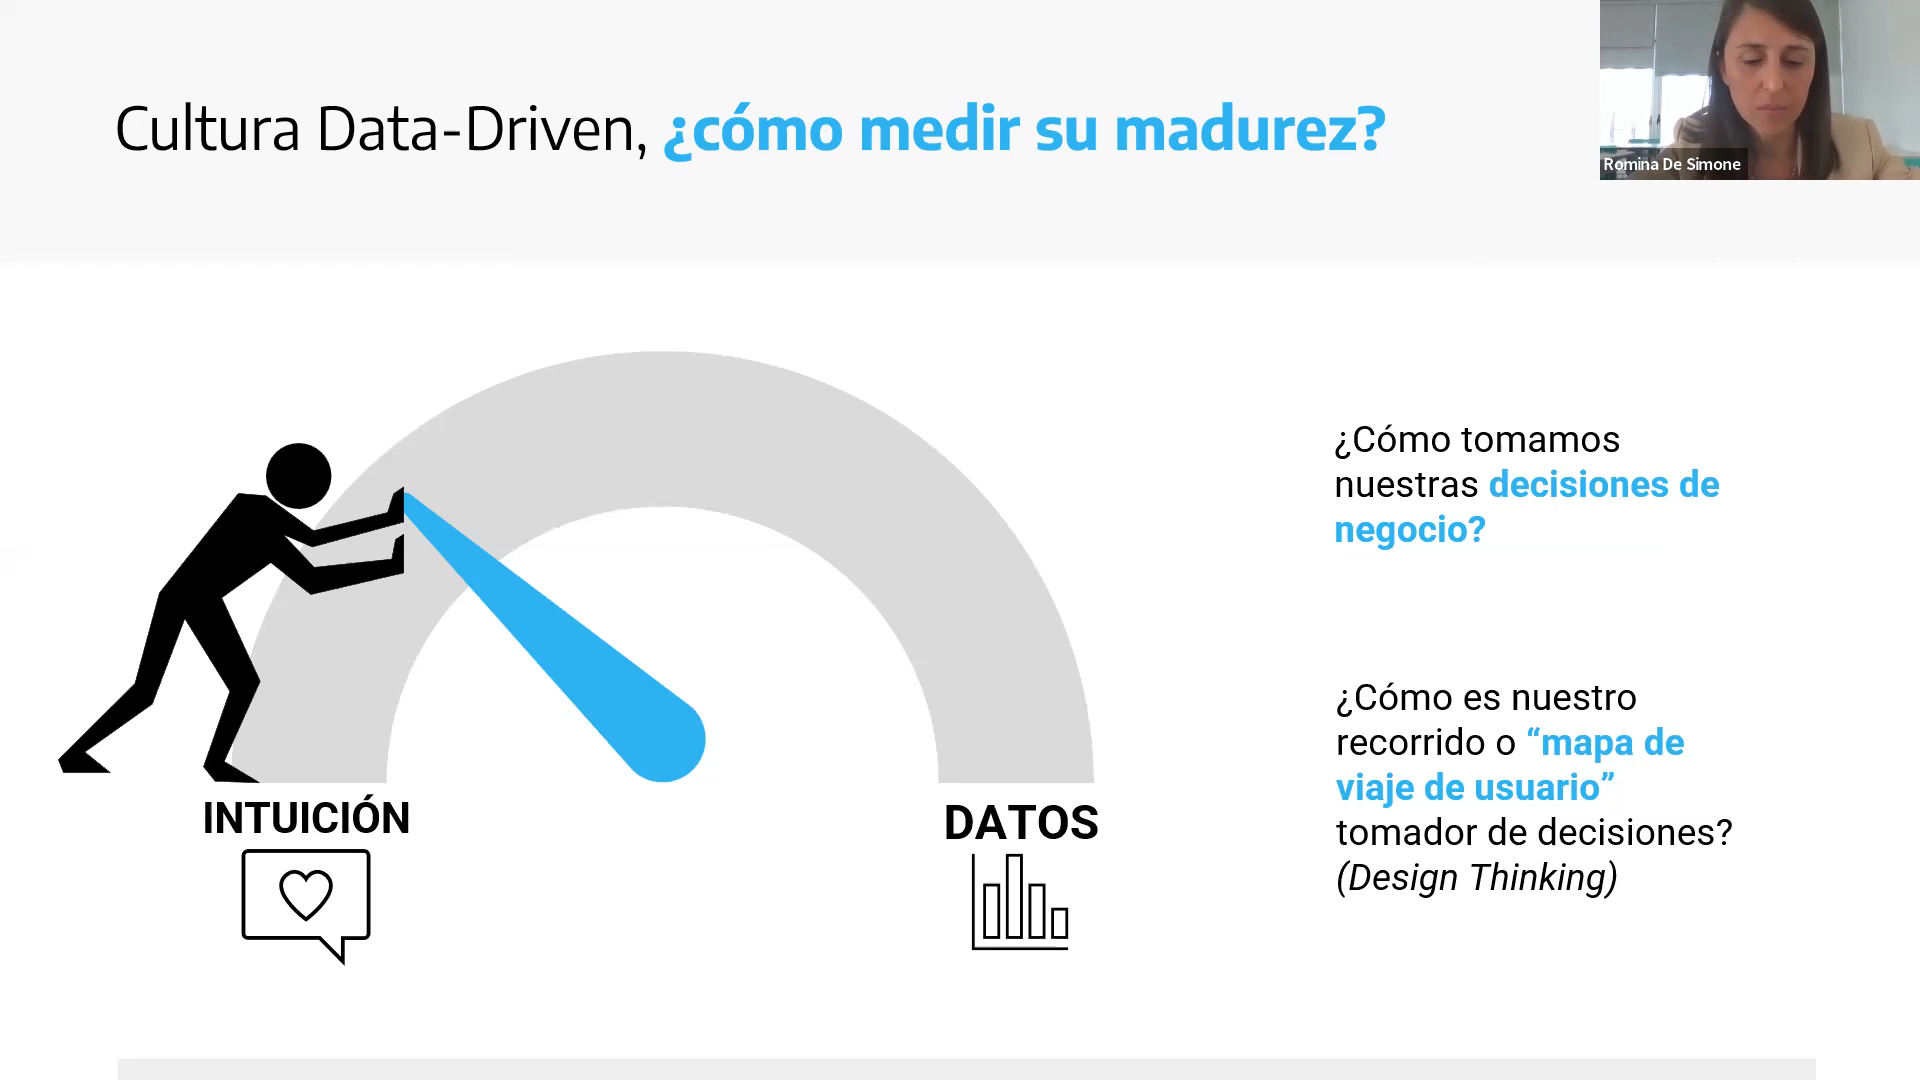 Cultura Data-Driven, ¿cómo medir su madurez?
Romina De Simone
¿Cómo tomamos
nuestras decisiones de
negocio?
¿Cómo es nuestro
recorrido o “mapa de
viaje de usuario”
tomador de decisiones?
(Design Thinking)
INTUICIÓN
DATOS